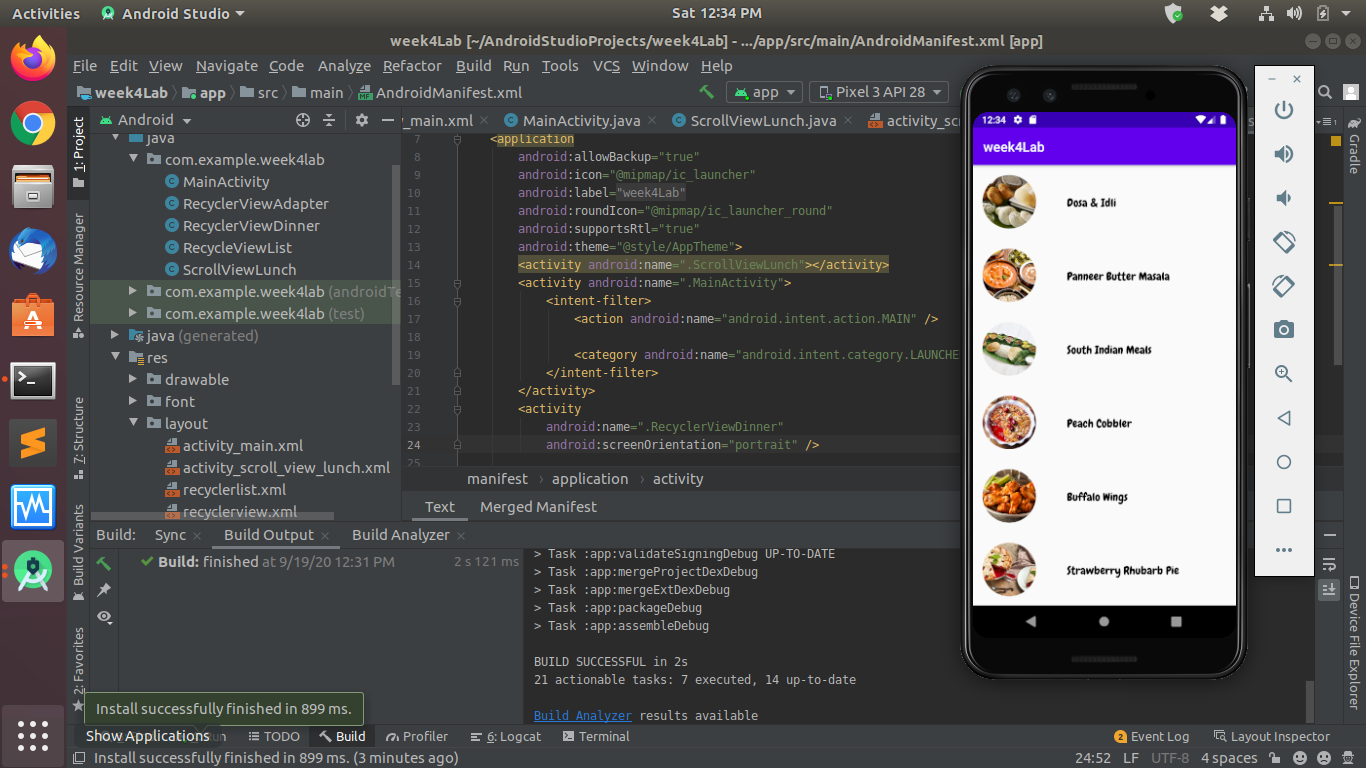 Activities Android Studio Sat 12:34 PM
week4Lab [~/AndroidStudioProjects/week4Lab] - .../app/src/main/AndroidManifest.xml [app]
File Edit View Navigate Code Analyze Refactor Build Run Tools VCS Window Help
week4Lab app src main AndroidManifest.xml app Pixel 3 API 28
Android _main.xml MainActivity.java ScrollViewLunch.java activity_sc
1: Project
Resource Manager
7: Structure
Build Variants
2: Favorites
java
com.example.week4lab
MainActivity
RecyclerViewAdapter
RecyclerViewDinner
RecycleViewList
ScrollViewLunch
com.example.week4lab (androidTe
com.example.week4lab (test)
java (generated)
res
drawable
font
layout
activity_main.xml
activity_scroll_view_lunch.xml
recyclerlist.xml
recyclerview.xml
7 <application
8 android:allowBackup="true"
9 android:icon="@mipmap/ic_launcher"
10 android:label="week4Lab"
11 android:roundIcon="@mipmap/ic_launcher_round"
12 android:supportsRtl="true"
13 android:theme="@style/AppTheme">
14 <activity android:name=".ScrollViewLunch"></activity>
15 <activity android:name=".MainActivity">
16 <intent-filter>
17 <action android:name="android.intent.action.MAIN" />
18
19 <category android:name="android.intent.category.LAUNCHE
20 </intent-filter>
21 </activity>
22 <activity
23 android:name=".RecyclerViewDinner"
24 android:screenOrientation="portrait" />
25
manifest › application › activity
Text Merged Manifest
Build: Sync Build Output Build Analyzer
Build: finished at 9/19/20 12:31 PM 2 s 121 ms
> Task :app:validateSigningDebug UP-TO-DATE
> Task :app:mergeProjectDexDebug
> Task :app:mergeExtDexDebug
> Task :app:packageDebug
> Task :app:assembleDebug
BUILD SUCCESSFUL in 2s
21 actionable tasks: 7 executed, 14 up-to-date
Build Analyzer results available
12:34
week4Lab
Dosa & Idli
Panneer Butter Masala
South Indian Meals
Peach Cobbler
Buffalo Wings
Strawberry Rhubarb Pie
Gradle
Device File Explorer
Install successfully finished in 899 ms.
Show Applications
TODO Build Profiler 6: Logcat Terminal 2 Event Log Layout Inspector
Install successfully finished in 899 ms. (3 minutes ago) 24:52 LF UTF-8 4 spaces